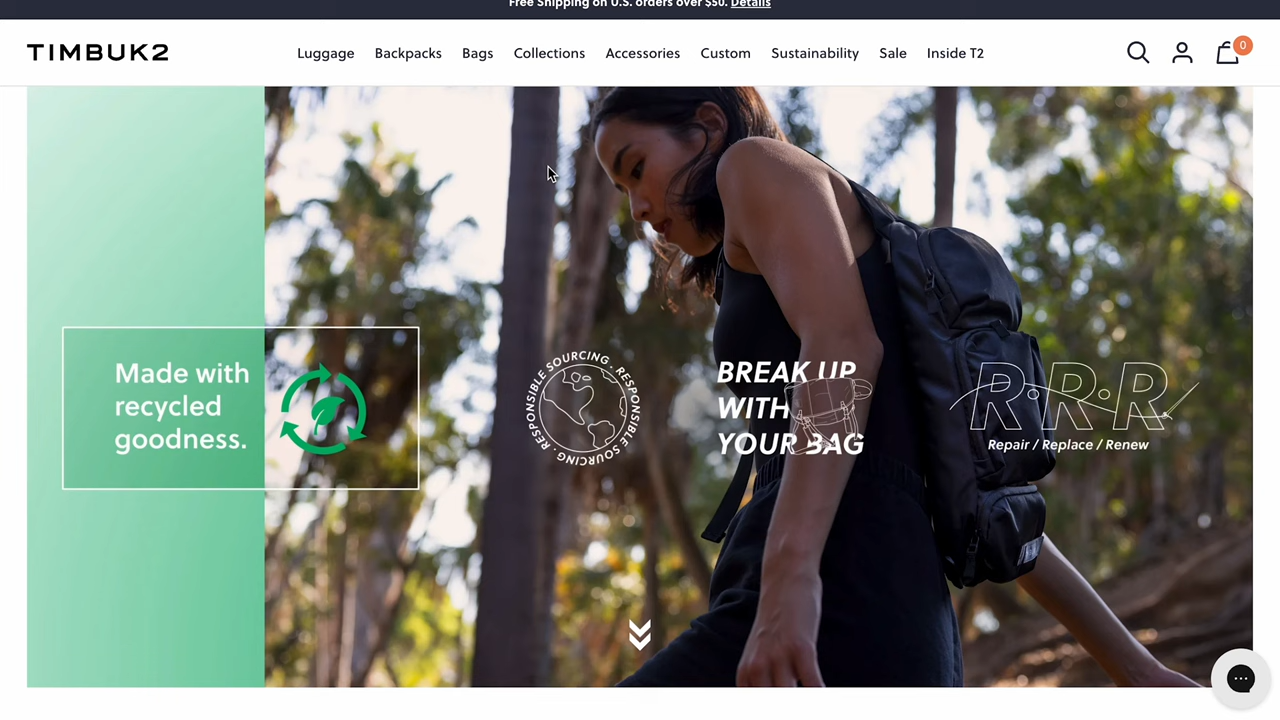 Free Shipping on U.S. orders over $50. Details
TIMBUK2
Luggage Backpacks Bags Collections Accessories Custom Sustainability Sale Inside T2
0
Made with
recycled
goodness.
RESPONSIBLE SOURCING · RESPONSIBLE SOURCING ·
BREAK UP
WITH
YOUR BAG
R·R·R
Repair / Replace / Renew